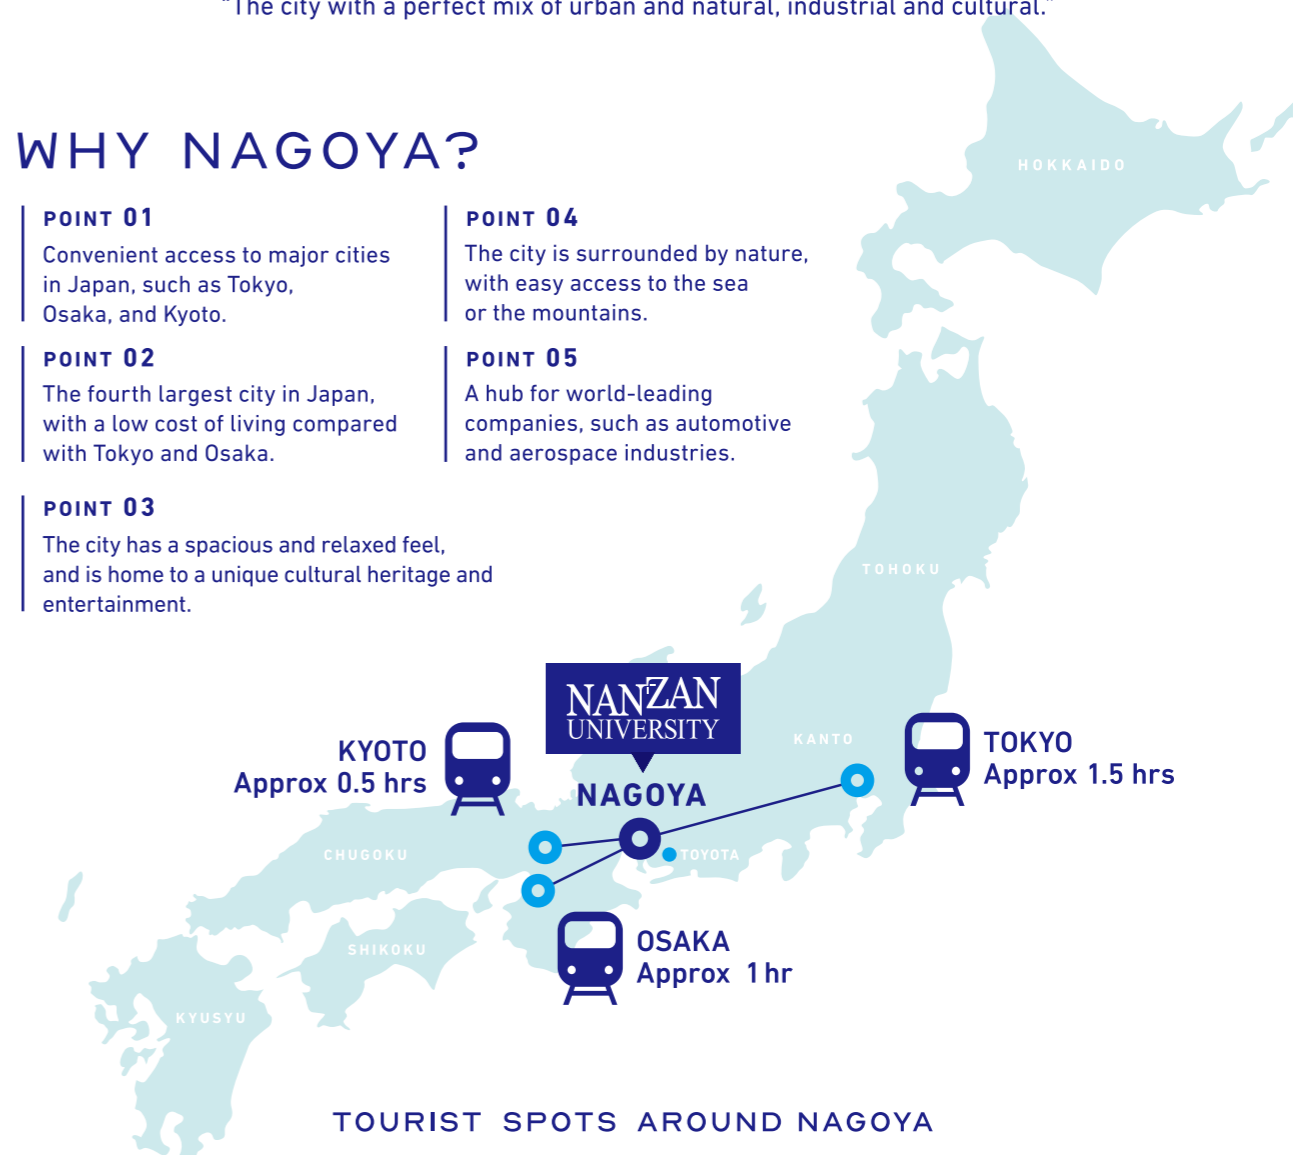 "The city with a perfect mix of urban and natural, industrial and cultural."
WHY NAGOYA?
POINT 01
Convenient access to major cities
in Japan, such as Tokyo,
Osaka, and Kyoto.
POINT 02
The fourth largest city in Japan,
with a low cost of living compared
with Tokyo and Osaka.
POINT 03
The city has a spacious and relaxed feel,
and is home to a unique cultural heritage and
entertainment.
POINT 04
The city is surrounded by nature,
with easy access to the sea
or the mountains.
POINT 05
A hub for world-leading
companies, such as automotive
and aerospace industries.
HOKKAIDO
TOHOKU
NANZAN
UNIVERSITY
NAGOYA
KANTO
KYOTO
Approx 0.5 hrs
TOKYO
Approx 1.5 hrs
CHUGOKU
TOYOTA
OSAKA
Approx 1 hr
SHIKOKU
KYUSYU
TOURIST SPOTS AROUND NAGOYA